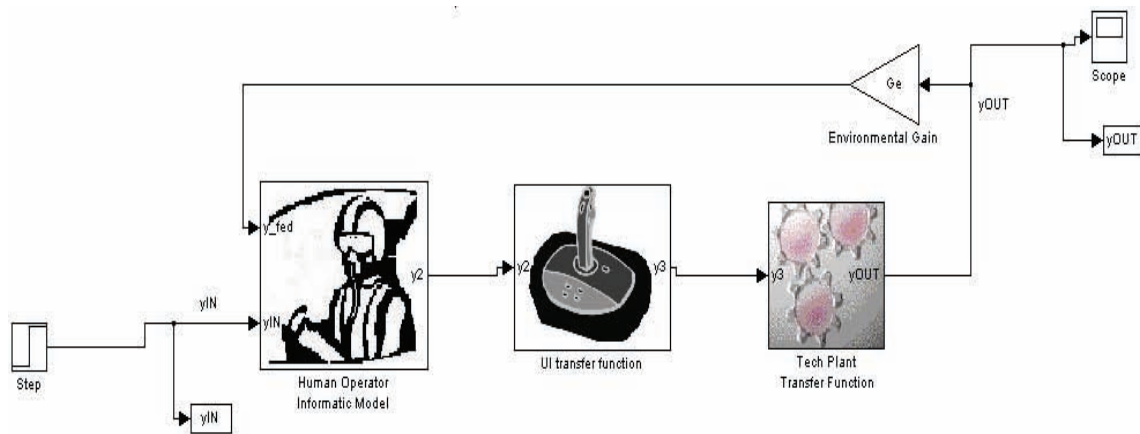 Scope
yOUT
yOUT
Ge
Environmental Gain
y_fed
yIN
y2
Human Operator
Informatic Model
y2
y3
UI transfer function
y3
yOUT
Tech Plant
Transfer Function
yIN
Step
yIN